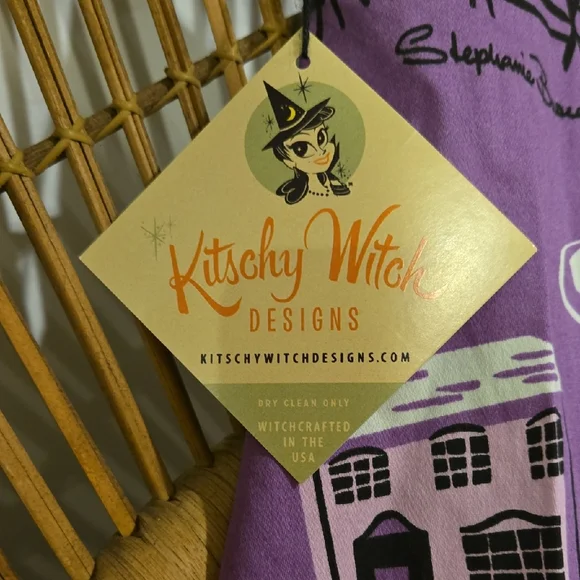 Stephanie
Kitschy Witch
DESIGNS
KITSCHYWITCHDESIGNS.COM
DRY CLEAN ONLY
WITCHCRAFTED
IN THE
USA